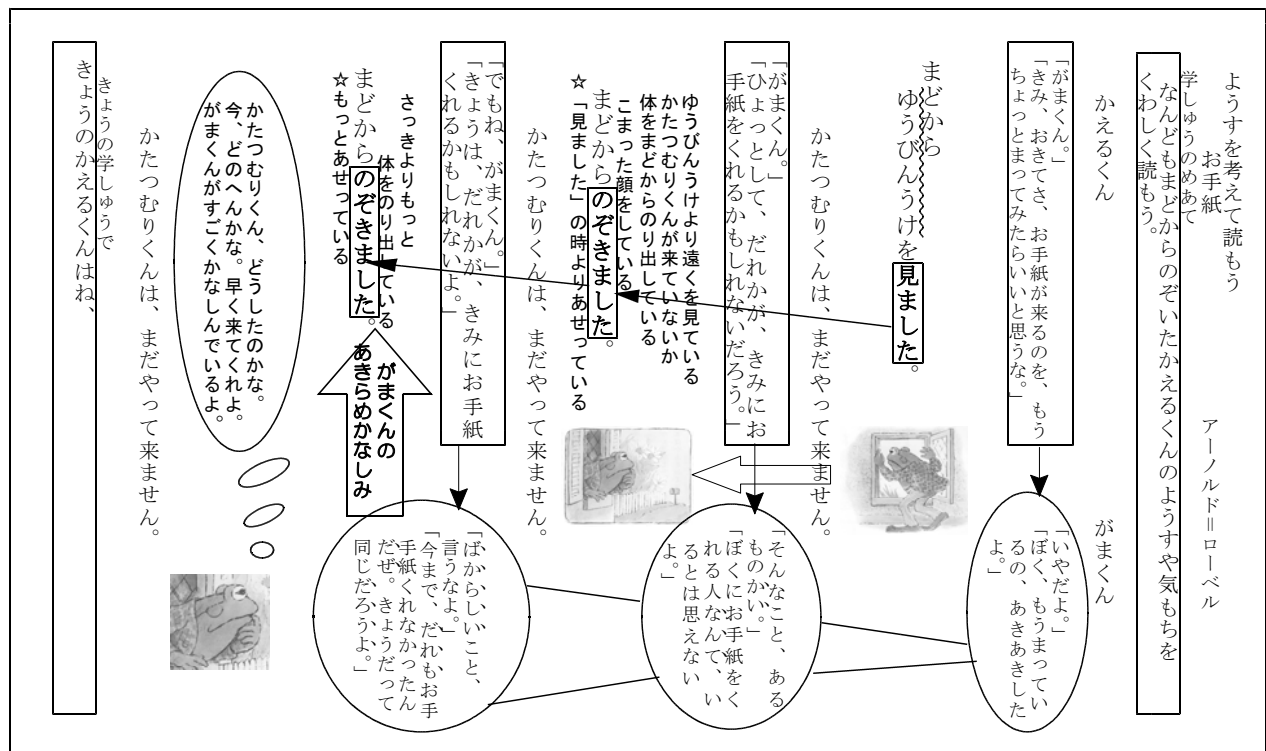 ようすを考えて読もう
お手紙
アーノルド＝ローベル
学しゅうのめあて
なんどもまどからのぞいたかえるくんのようすや気もちを
くわしく読もう。
かえるくん
がまくん
「がまくん。」
「きみ、おきてさ、お手紙が来るのを、もう
ちょっとまってみたらいいと思うな。」
「いやだよ。」
「ぼく、もうまってい
るの、あきあきした
よ。」
まどから
ゆうびんうけを見ました。
かたつむりくんは、まだやって来ません。
「がまくん。」
「ひょっとして、だれかが、きみにお
手紙をくれるかもしれないだろう。」
「そんなこと、ある
ものかい。」
「ぼくにお手紙をく
れる人なんて、い
るとは思えない
よ。」
ゆうびんうけより遠くを見ている
かたつむりくんが来ていないか
体をまどからのり出している
こまった顔をしている
まどからのぞきました。
☆「見ました」の時よりあせっている
かたつむりくんは、まだやって来ません。
「でもね、がまくん。」
「きょうは、だれかが、きみにお手紙
くれるかもしれないよ。」
「ばからしいこと、
言うなよ。」
「今まで、だれもお手
手紙くれなかったん
だぜ。きょうだって
同じだろうよ。」
さっきよりもっと
体をのり出している
まどからのぞきました。
☆もっとあせっている
がまくんの
あきらめかなしみ
かたつむりくん、どうしたのかな。
今、どのへんかな。早く来てくれよ。
がまくんがすごくかなしんでいるよ。
かたつむりくんは、まだやって来ません。
きょうの学しゅうで
きょうのかえるくんはね、